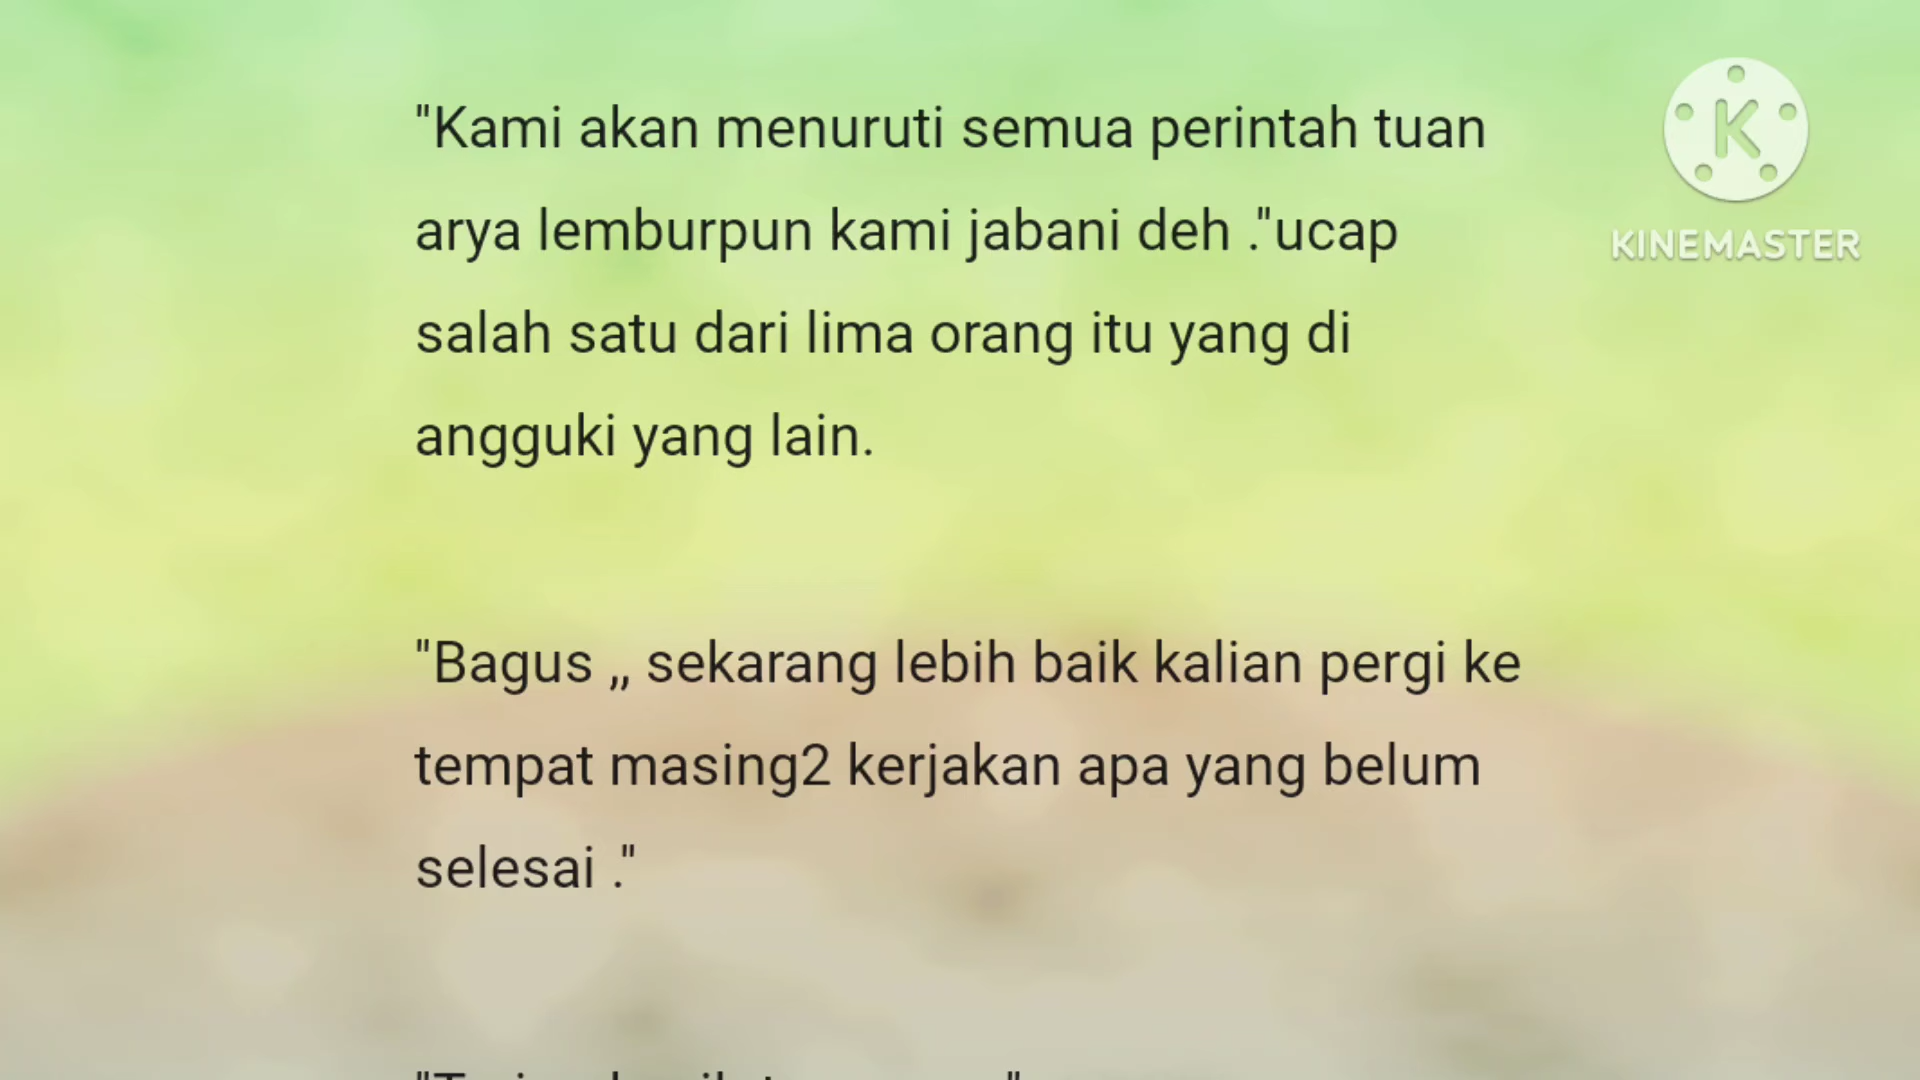 "Kami akan menuruti semua perintah tuan
arya lemburpun kami jabani deh ."ucap
salah satu dari lima orang itu yang di
angguki yang lain.
"Bagus ,, sekarang lebih baik kalian pergi ke
tempat masing2 kerjakan apa yang belum
selesai ."
K
KINEMASTER